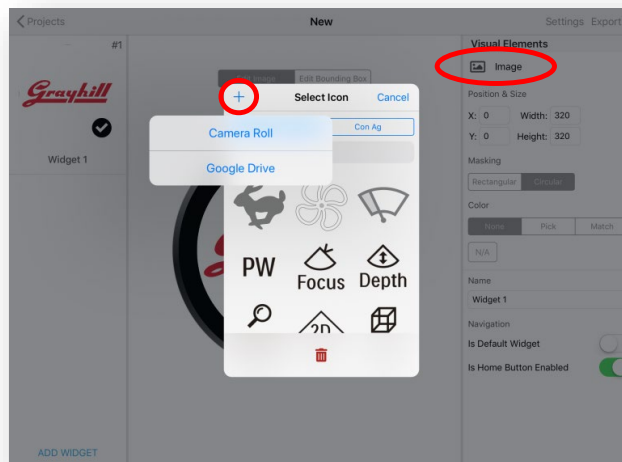 Projects
New
Settings Export
#1
Grayhill
Widget 1
ADD WIDGET
Edit Image
Edit Bounding Box
+
Select Icon
Cancel
Con Ag
Camera Roll
Google Drive
PW
Focus
Depth
2D
Visual Elements
Image
Position & Size
X: 0 Width: 320
Y: 0 Height: 320
Masking
Rectangular Circular
Color
None Pick Match
N/A
Name
Widget 1
Navigation
Is Default Widget
Is Home Button Enabled